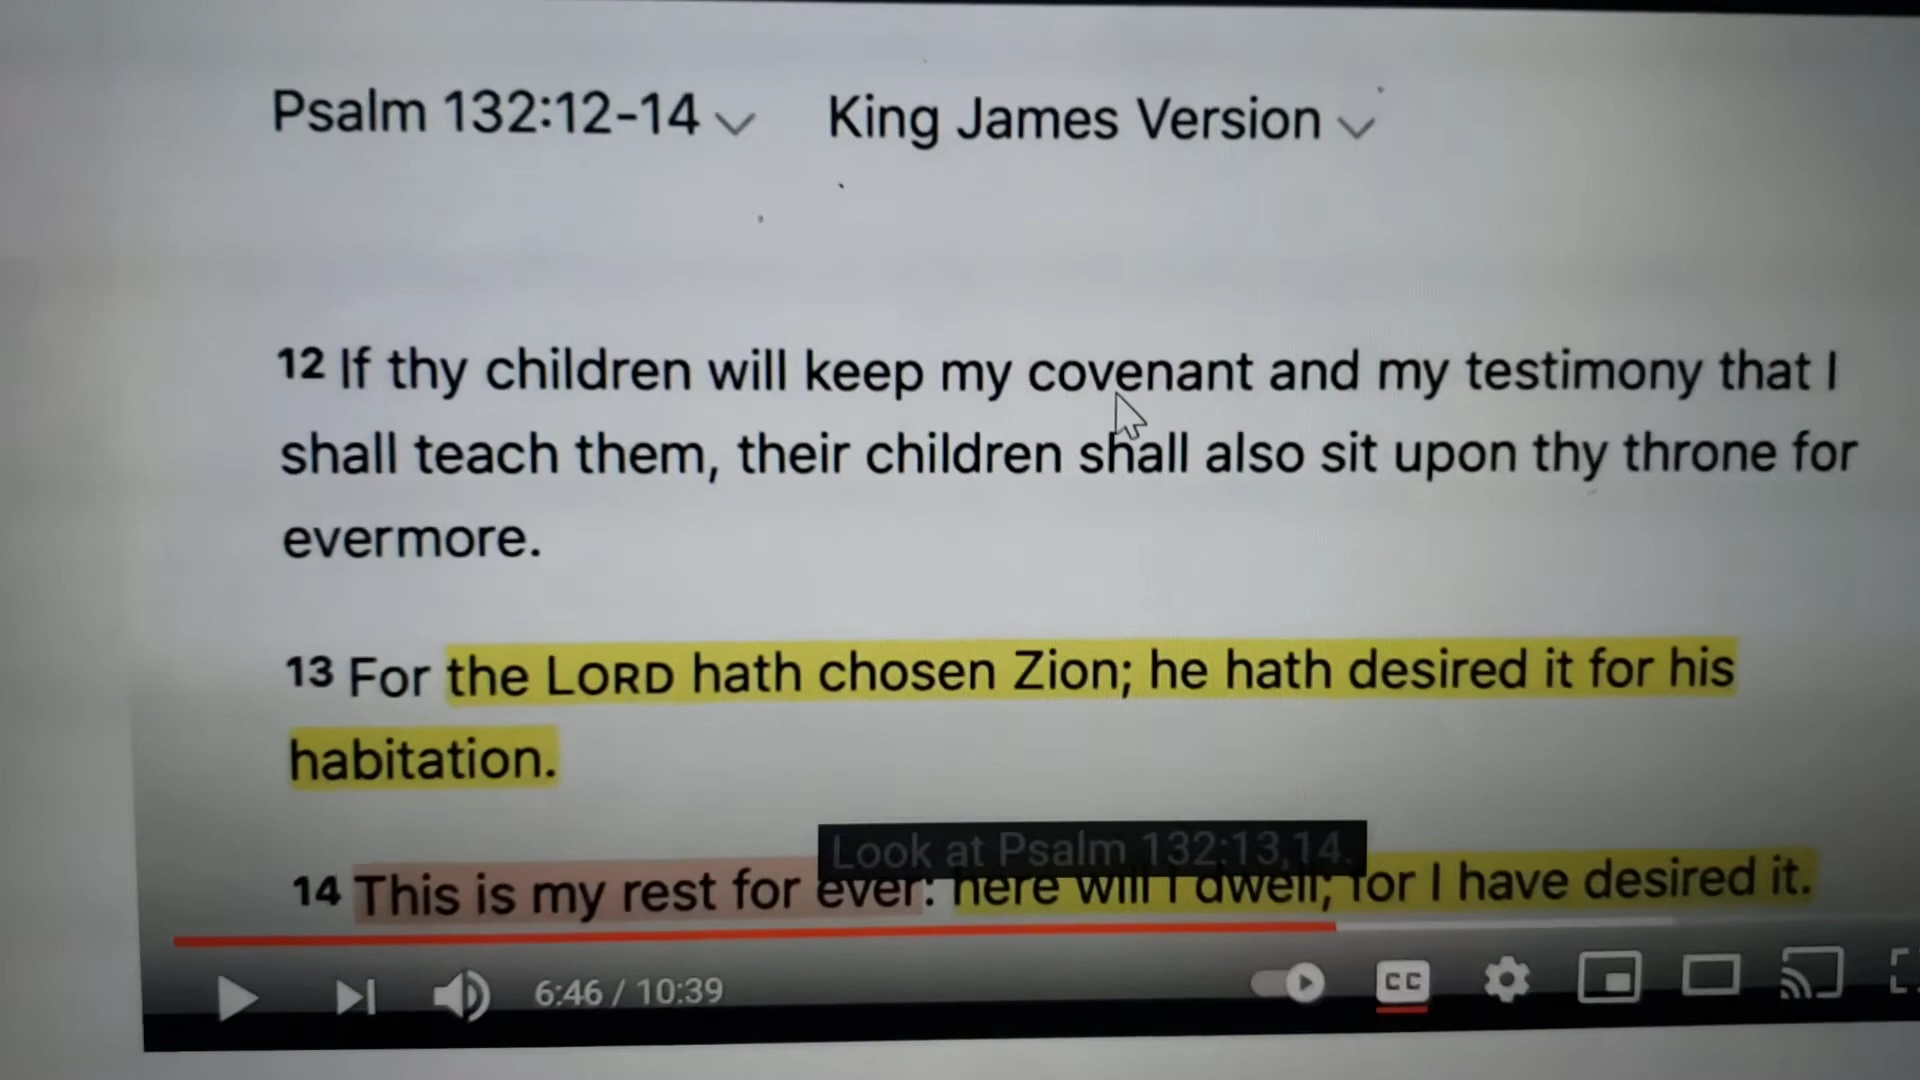 Psalm 132:12-14 King James Version
12 If thy children will keep my covenant and my testimony that I
shall teach them, their children shall also sit upon thy throne for
evermore.
13 For the LORD hath chosen Zion; he hath desired it for his
habitation.
Look at Psalm 132:13,14.
14 This is my rest for ever: here will I dwell; for I have desired it.
6:46 / 10:39 CC